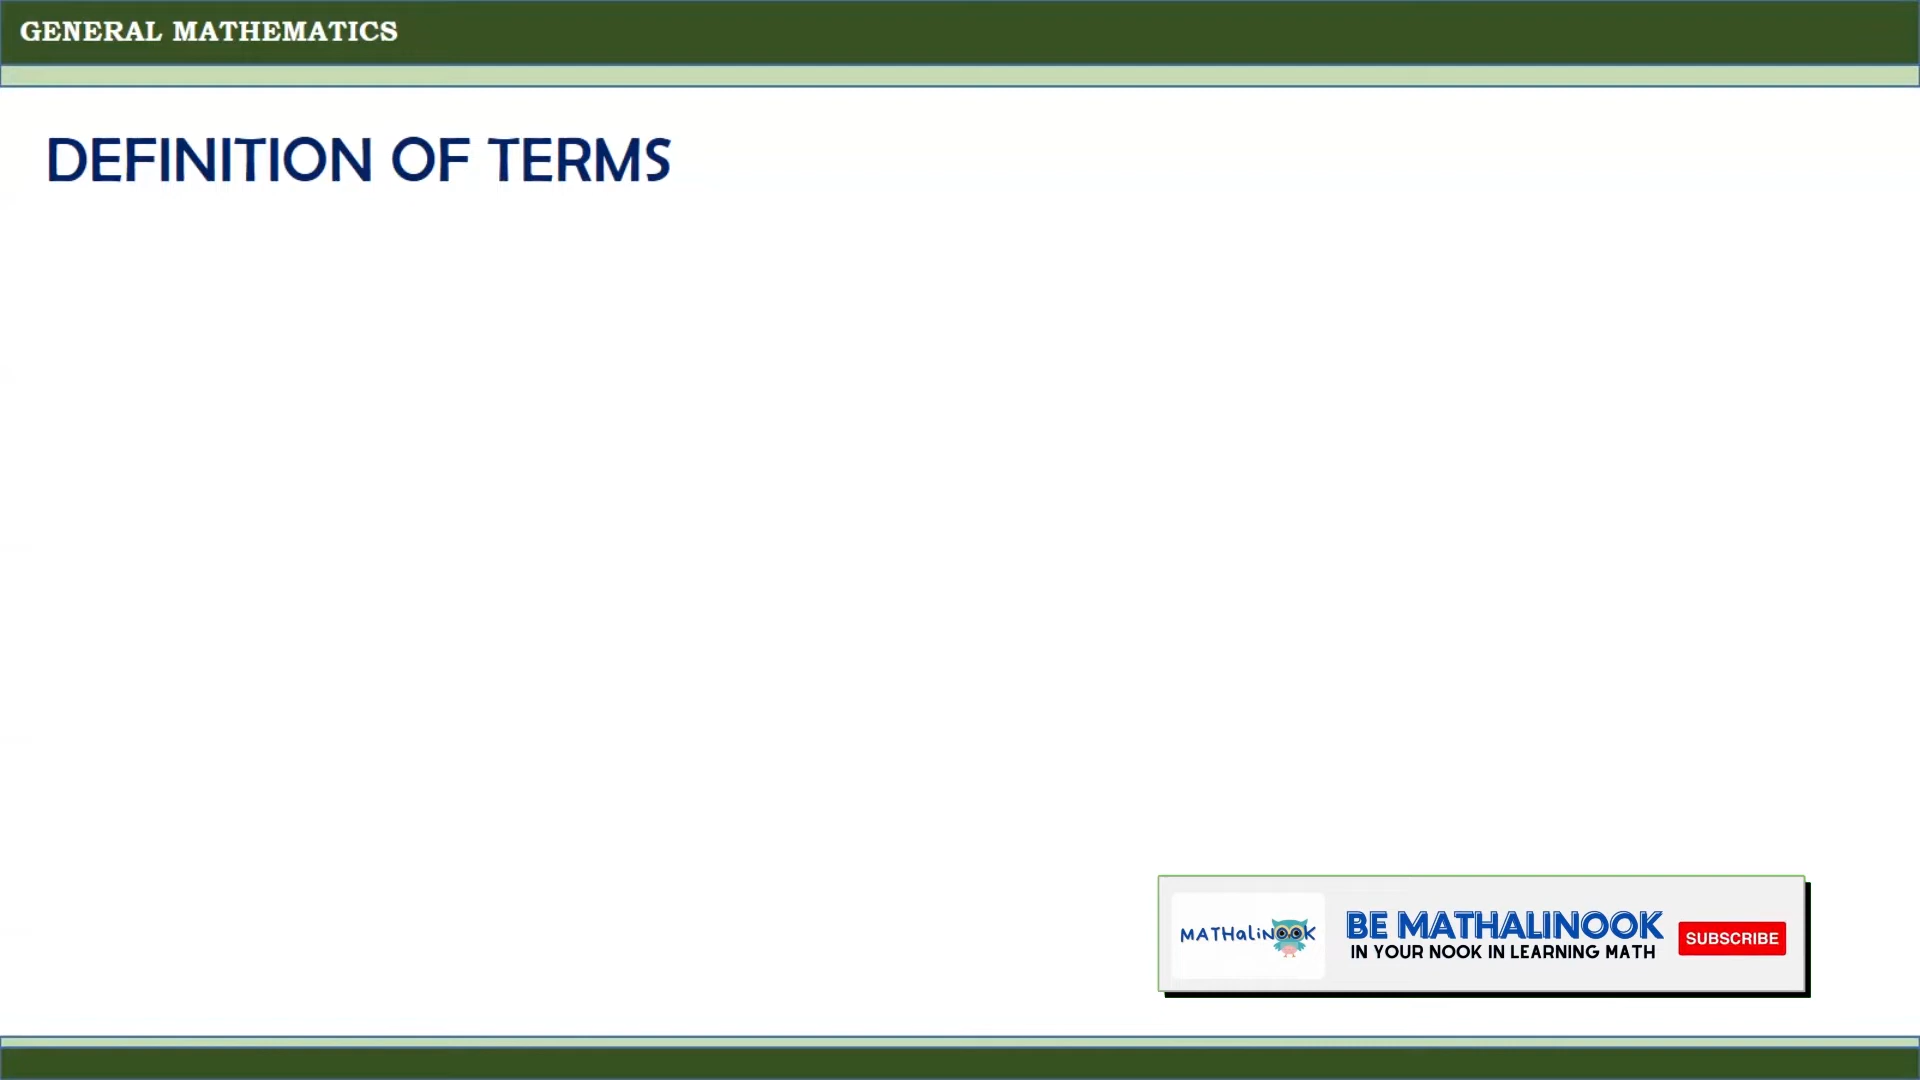 GENERAL MATHEMATICS
DEFINITION OF TERMS
MATHaliNOOK
BE MATHALINOOK
IN YOUR NOOK IN LEARNING MATH
SUBSCRIBE